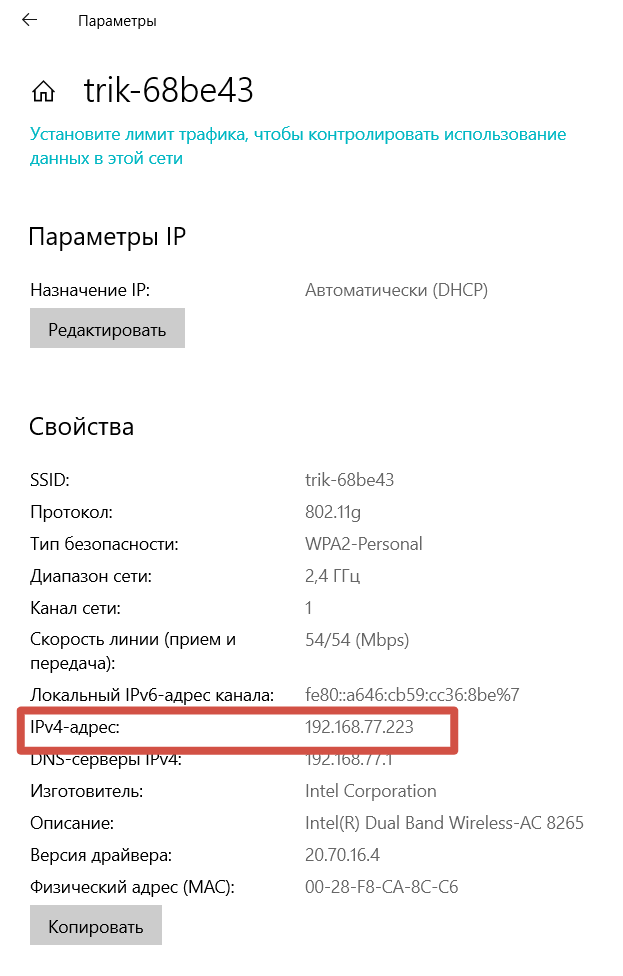 Параметры
trik-68be43
Установите лимит трафика, чтобы контролировать использование
данных в этой сети
Параметры IP
Назначение IP: Автоматически (DHCP)
Редактировать
Свойства
SSID: trik-68be43
Протокол: 802.11g
Тип безопасности: WPA2-Personal
Диапазон сети: 2,4 ГГц
Канал сети: 1
Скорость линии (прием и 54/54 (Mbps)
передача):
Локальный IPv6-адрес канала: fe80::a646:cb59:cc36:8be%7
IPv4-адрес: 192.168.77.223
DNS-серверы IPv4: 192.168.77.1
Изготовитель: Intel Corporation
Описание: Intel(R) Dual Band Wireless-AC 8265
Версия драйвера: 20.70.16.4
Физический адрес (MAC): 00-28-F8-CA-8C-C6
Копировать